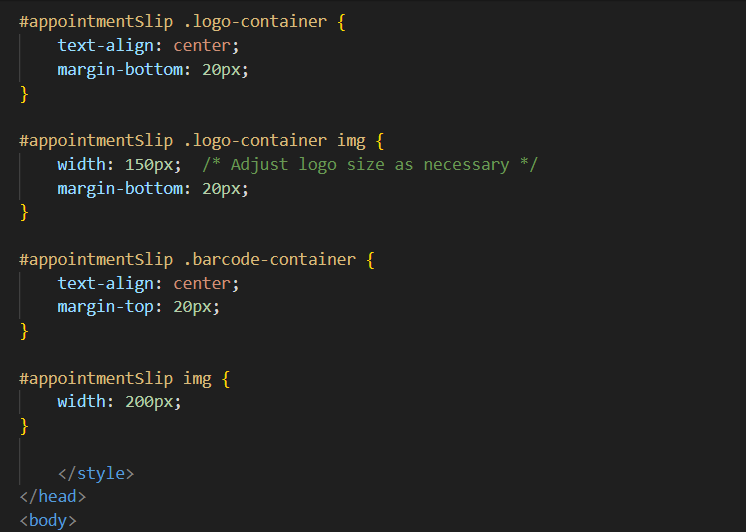 #appointmentSlip .logo-container {
    text-align: center;
    margin-bottom: 20px;
}

#appointmentSlip .logo-container img {
    width: 150px;  /* Adjust logo size as necessary */
    margin-bottom: 20px;
}

#appointmentSlip .barcode-container {
    text-align: center;
    margin-top: 20px;
}

#appointmentSlip img {
    width: 200px;
}

    </style>
</head>
<body>